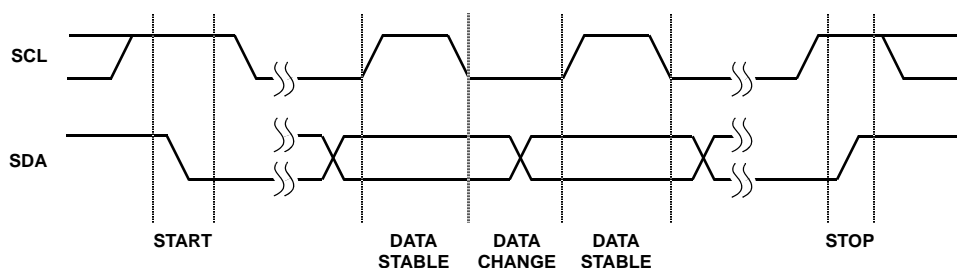 SCL
SDA
START
DATA
STABLE
DATA
CHANGE
DATA
STABLE
STOP